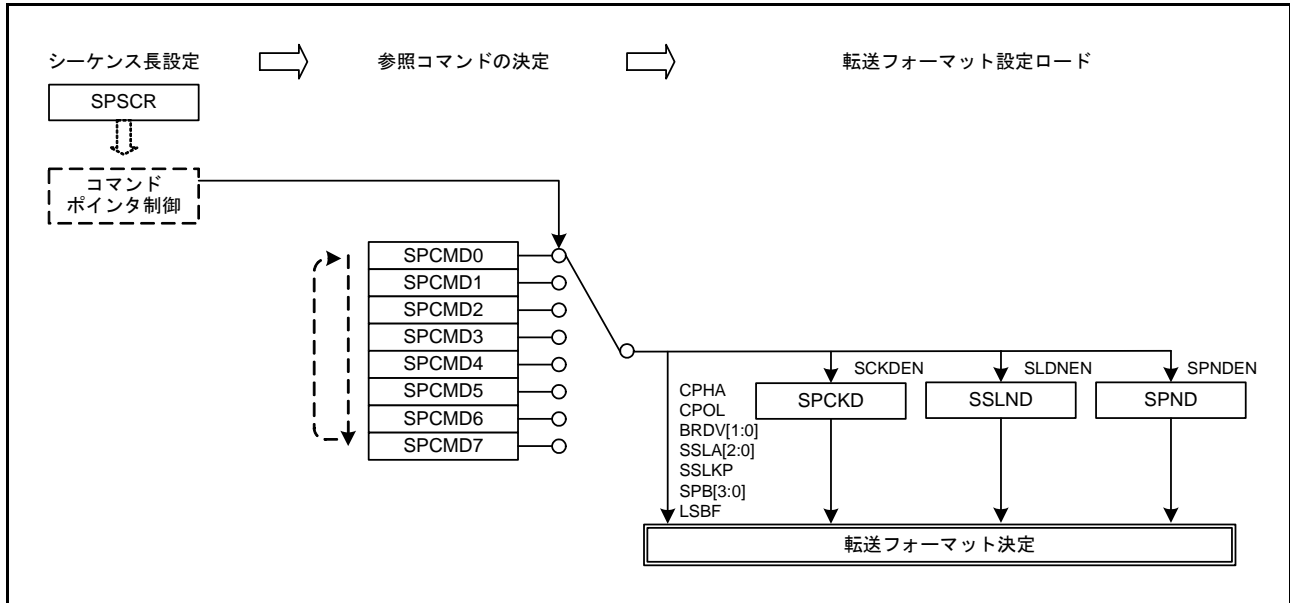 シーケンス長設定
参照コマンドの決定
転送フォーマット設定ロード
SPSCR
コマンド
ポインタ制御
SPCMD0
SPCMD1
SPCMD2
SPCMD3
SPCMD4
SPCMD5
SPCMD6
SPCMD7
CPHA
CPOL
BRDV[1:0]
SSLA[2:0]
SSLKP
SPB[3:0]
LSBF
SCKDEN
SPCKD
SLDNEN
SSLND
SPNDEN
SPND
転送フォーマット決定